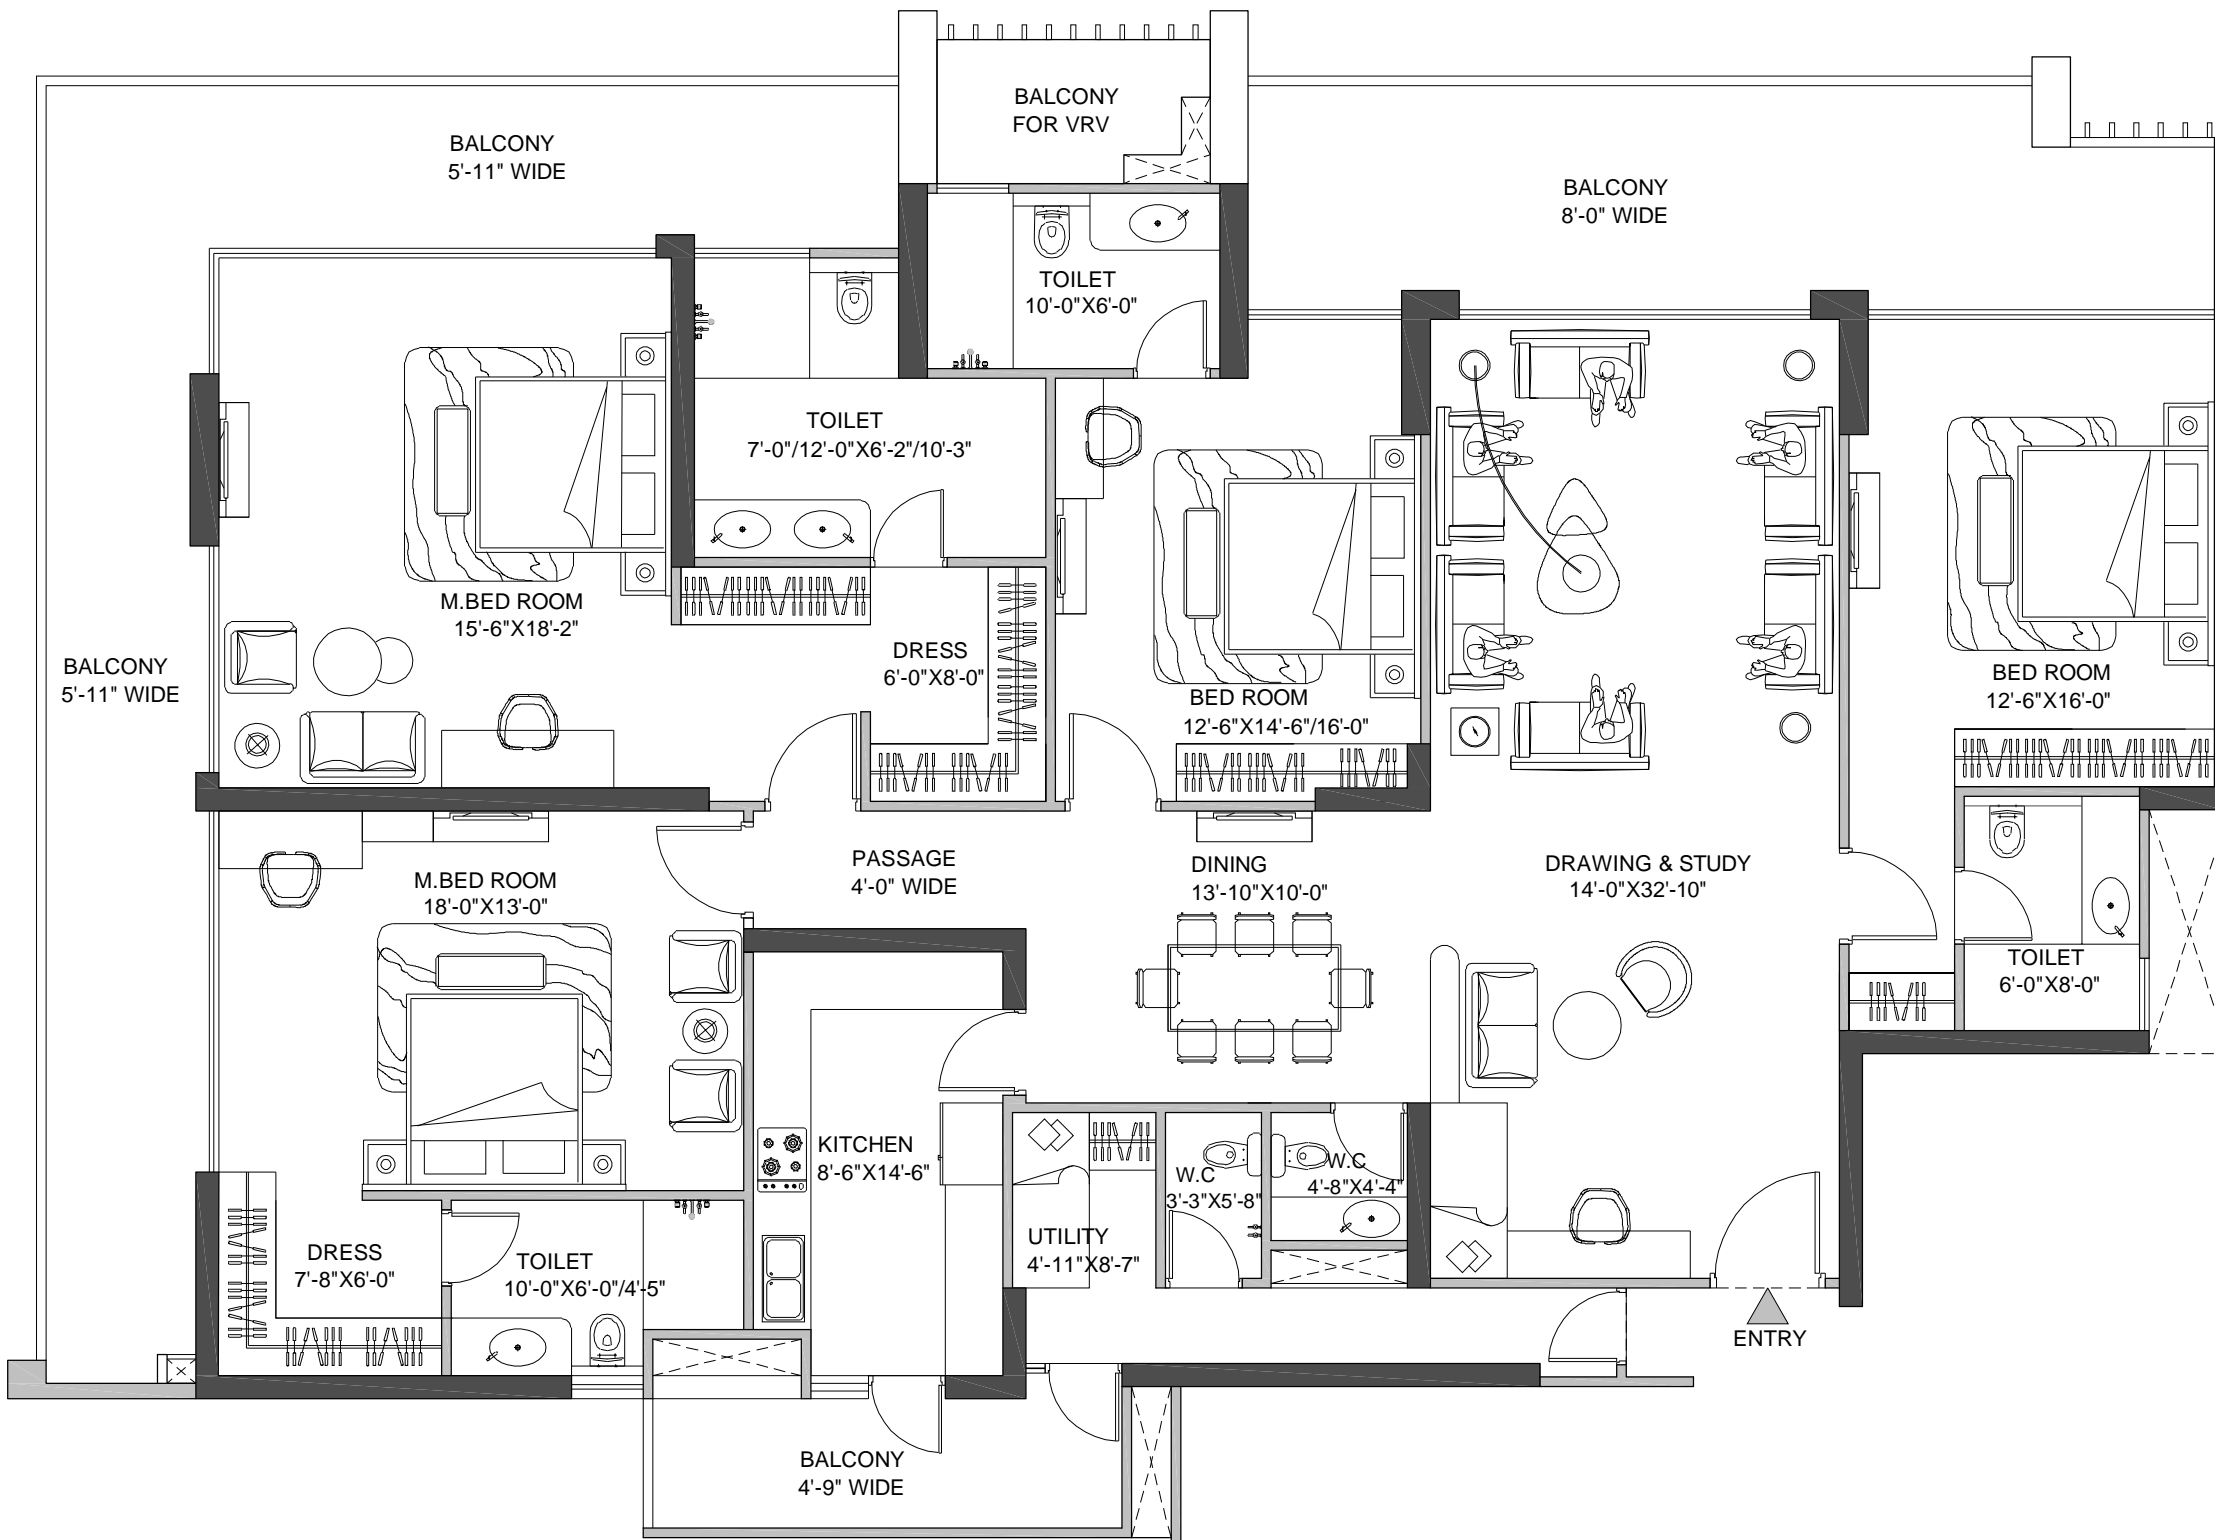 BALCONY
FOR VRV
BALCONY
5'-11" WIDE
BALCONY
8'-0" WIDE
TOILET
10'-0"X6'-0"
TOILET
7'-0"/12'-0"X6'-2"/10'-3"
M.BED ROOM
15'-6"X18'-2"
DRESS
6'-0"X8'-0"
BALCONY
5'-11" WIDE
BED ROOM
12'-6"X14'-6"/16'-0"
BED ROOM
12'-6"X16'-0"
PASSAGE
4'-0" WIDE
DINING
13'-10"X10'-0"
DRAWING & STUDY
14'-0"X32'-10"
M.BED ROOM
18'-0"X13'-0"
TOILET
6'-0"X8'-0"
KITCHEN
8'-6"X14'-6"
W.C
3'-3"X5'-8"
W.C
4'-8"X4'-4"
UTILITY
4'-11"X8'-7"
DRESS
7'-8"X6'-0"
TOILET
10'-0"X6'-0"/4'-5"
ENTRY
BALCONY
4'-9" WIDE